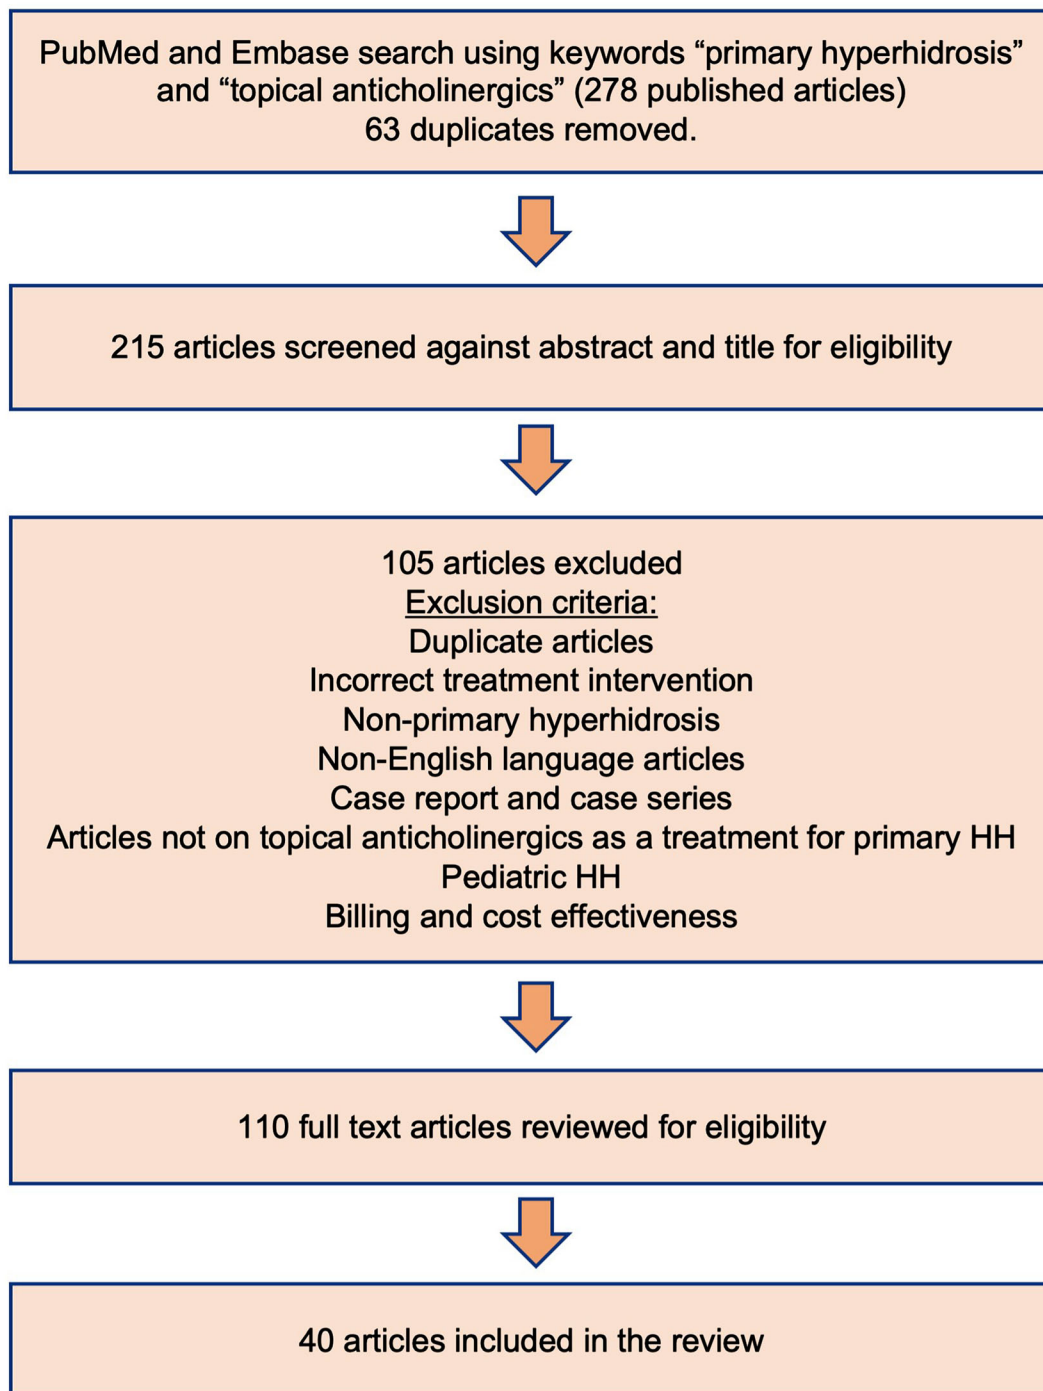 PubMed and Embase search using keywords “primary hyperhidrosis”
and “topical anticholinergics” (278 published articles)
63 duplicates removed.
215 articles screened against abstract and title for eligibility
105 articles excluded
Exclusion criteria:
Duplicate articles
Incorrect treatment intervention
Non-primary hyperhidrosis
Non-English language articles
Case report and case series
Articles not on topical anticholinergics as a treatment for primary HH
Pediatric HH
Billing and cost effectiveness
110 full text articles reviewed for eligibility
40 articles included in the review